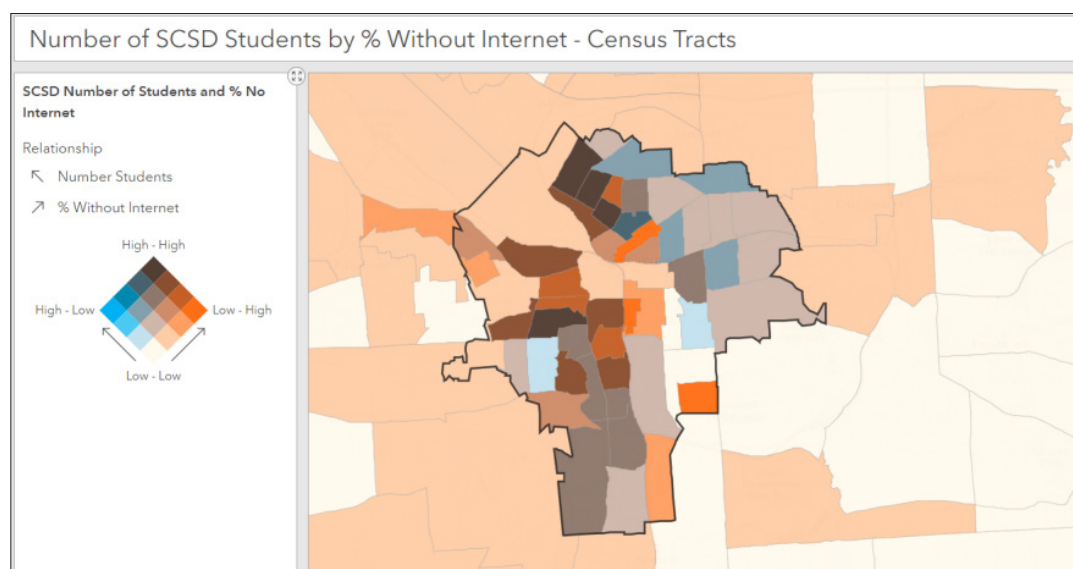 Number of SCSD Students by % Without Internet - Census Tracts
SCSD Number of Students and % No
Internet
Relationship
Number Students
% Without Internet
High - High
High - Low
Low - High
Low - Low